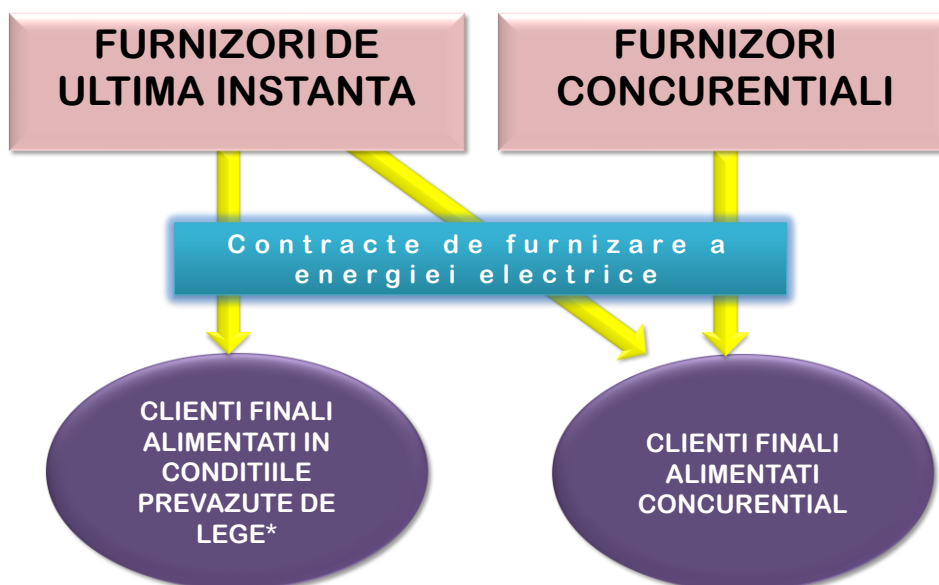 FURNIZORI DE
ULTIMA INSTANTA
FURNIZORI
CONCURENTIALI
Contracte de furnizare a
energiei electrice
CLIENTI FINALI
ALIMENTATI IN
CONDITIILE
PREVAZUTE DE
LEGE*
CLIENTI FINALI
ALIMENTATI
CONCURENTIAL